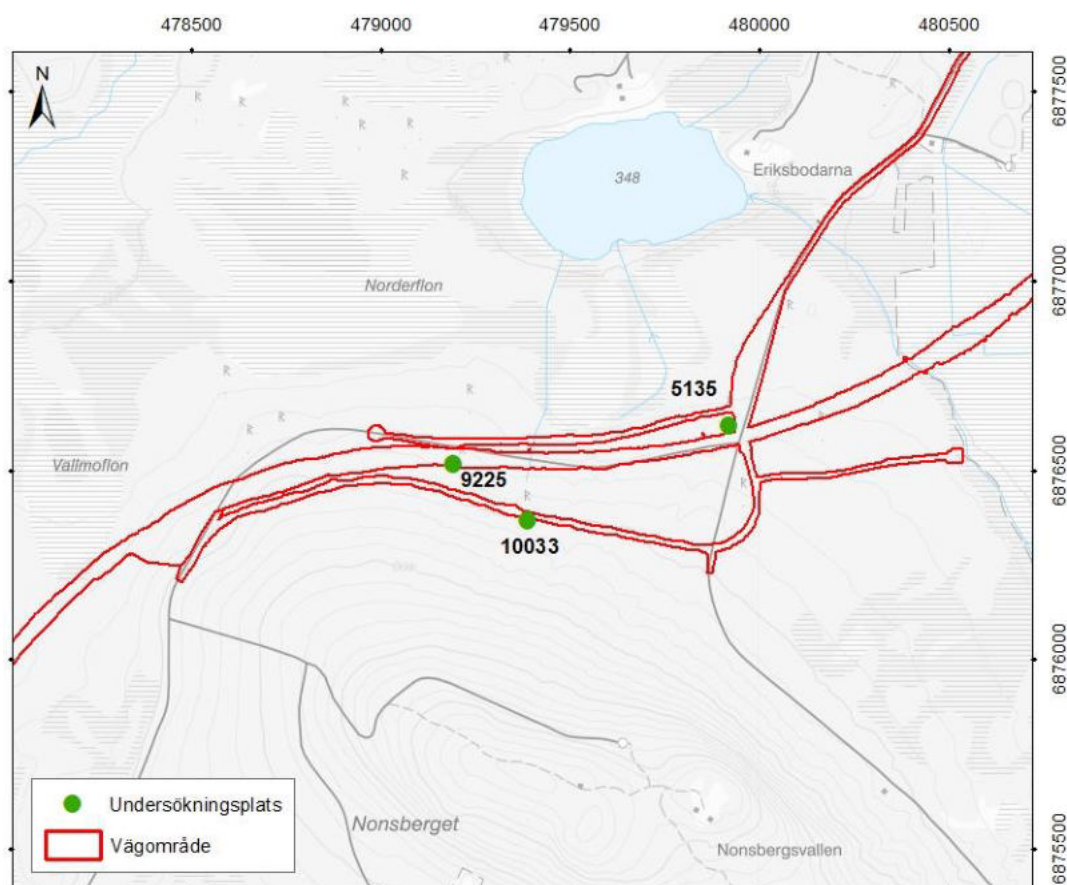 478500 479000 479500 480000 480500
N
6877500
348
Eriksbodarna
R
R
R
R
R
R
R
Norderflon
6877000
R
R
5135
R
R
R
R
R
Vallmoflon
9225
6876500
R
R
10033
6876000
Undersökningsplats
Vägområde
Nonsberget
Nonsbergsvallen
6875500